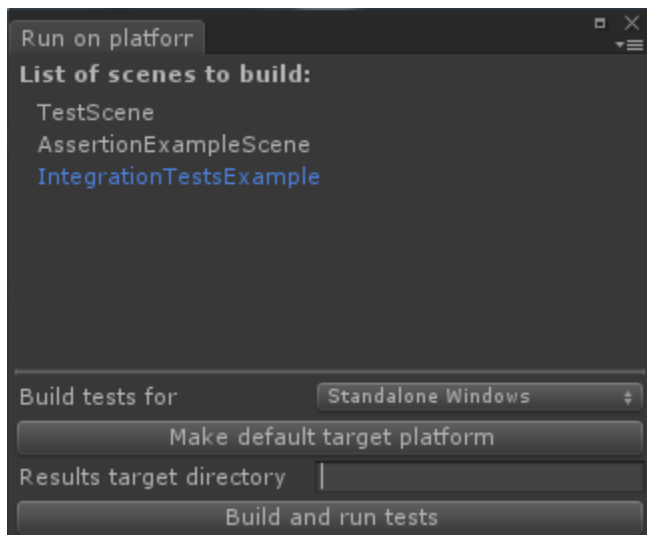 Run on platforr
List of scenes to build:
TestScene
AssertionExampleScene
IntegrationTestsExample
Build tests for Standalone Windows
Make default target platform
Results target directory
Build and run tests